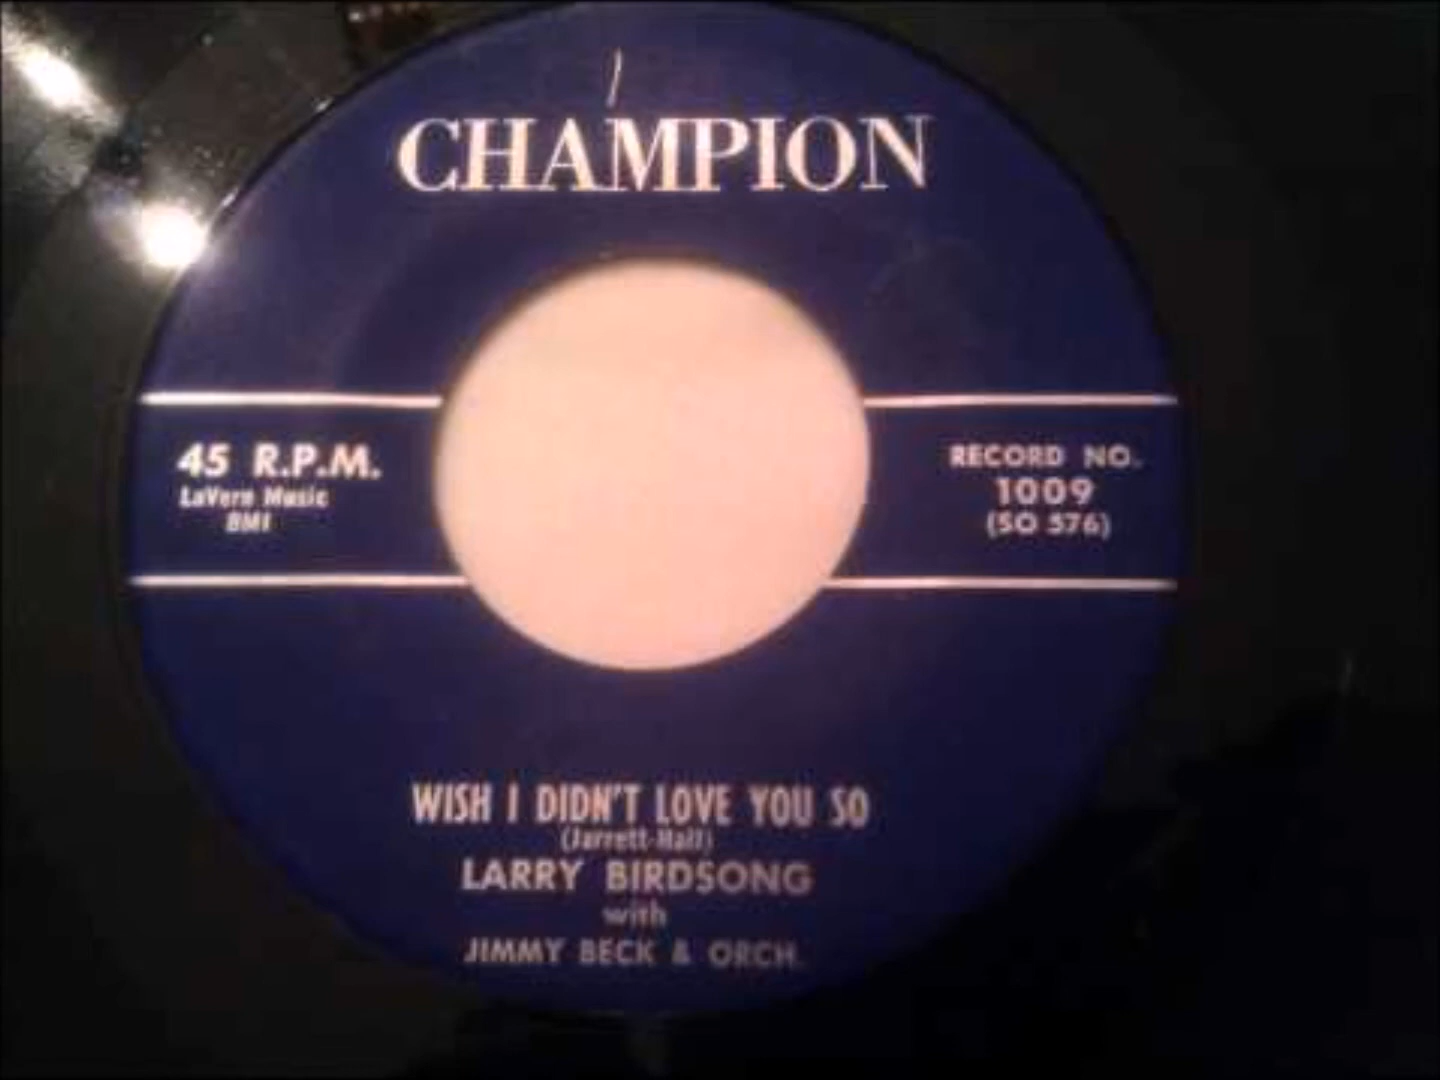 CHAMPION
45 R.P.M.
LaVern Music
BMI
RECORD NO.
1009
(SO 576)
WISH I DIDN'T LOVE YOU SO
(Jarrett-Hall)
LARRY BIRDSONG
with
JIMMY BECK & ORCH.